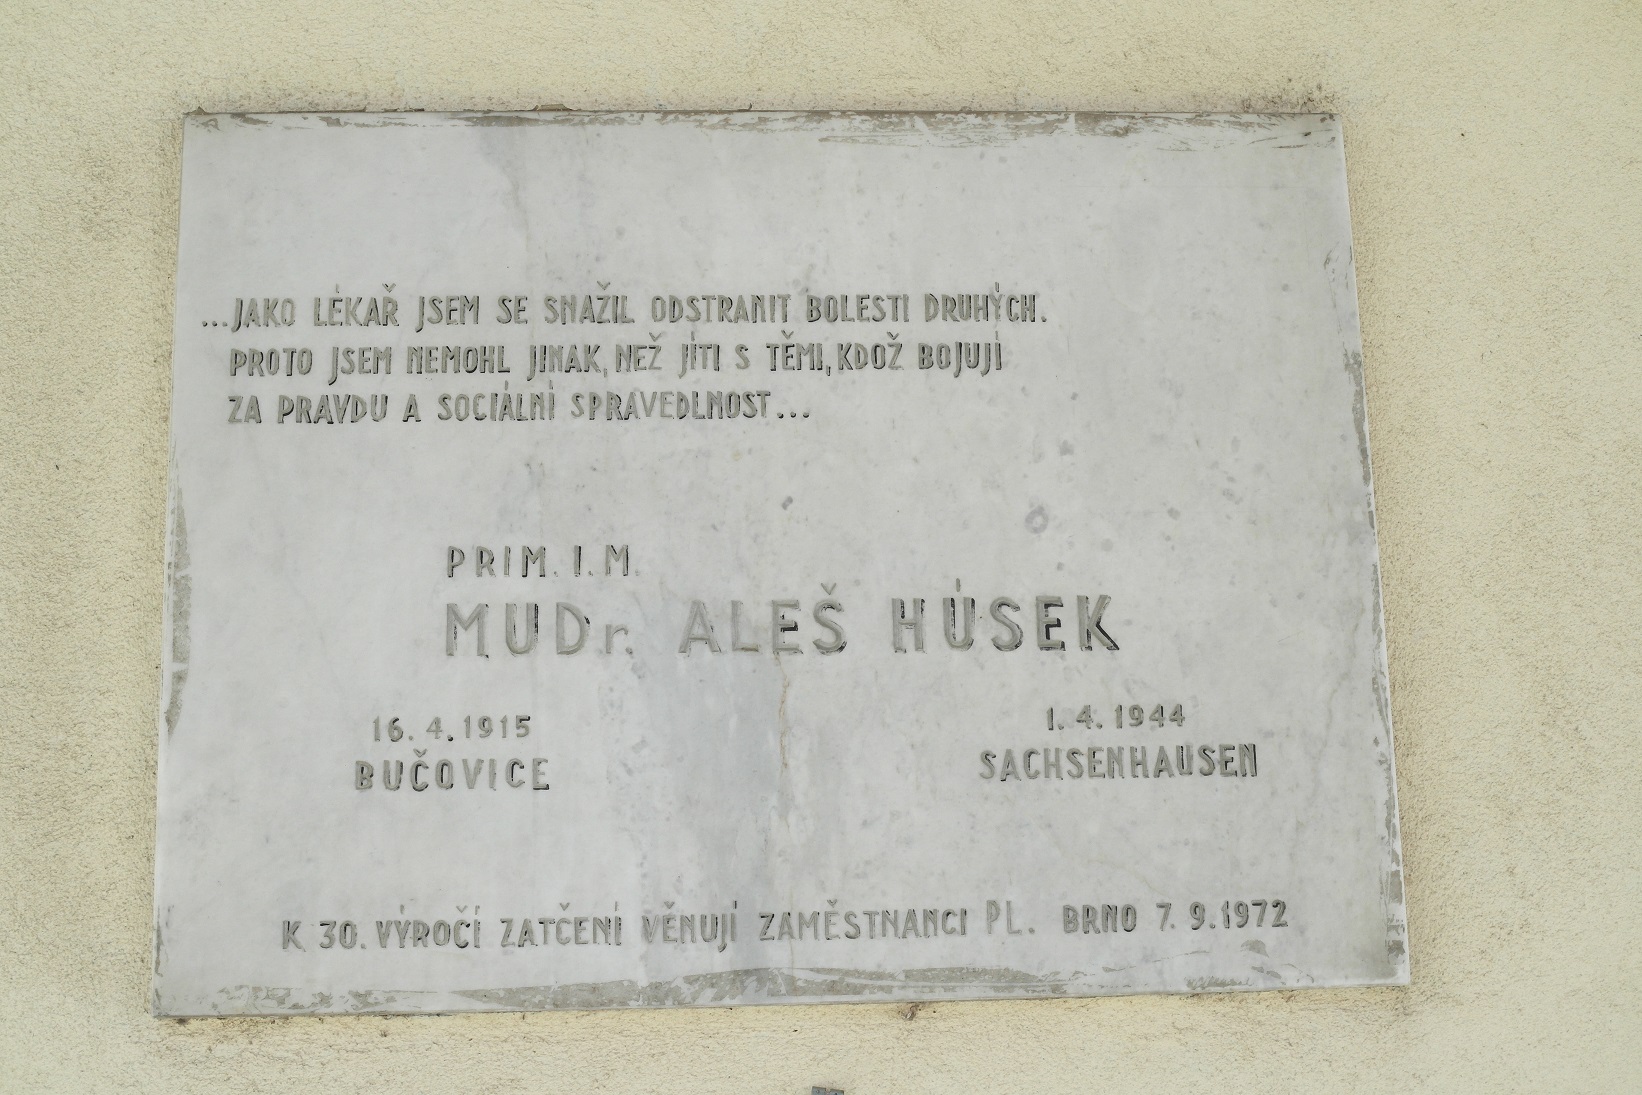 ...JAKO LÉKAŘ JSEM SE SNAŽIL ODSTRANIT BOLESTI DRUHÝCH.
PROTO JSEM NEMOHL JINAK, NEŽ JÍTI S TĚMI, KDOŽ BOJUJÍ
ZA PRAVDU A SOCIÁLNÍ SPRAVEDLNOST...
PRIM. I. M.
MUDr. ALEŠ HÚSEK
16. 4. 1915
BUČOVICE
1. 4. 1944
SACHSENHAUSEN
K 30. VÝROČÍ ZATČENÍ VĚNUJÍ ZAMĚSTNANCI PL. BRNO 7. 9. 1972